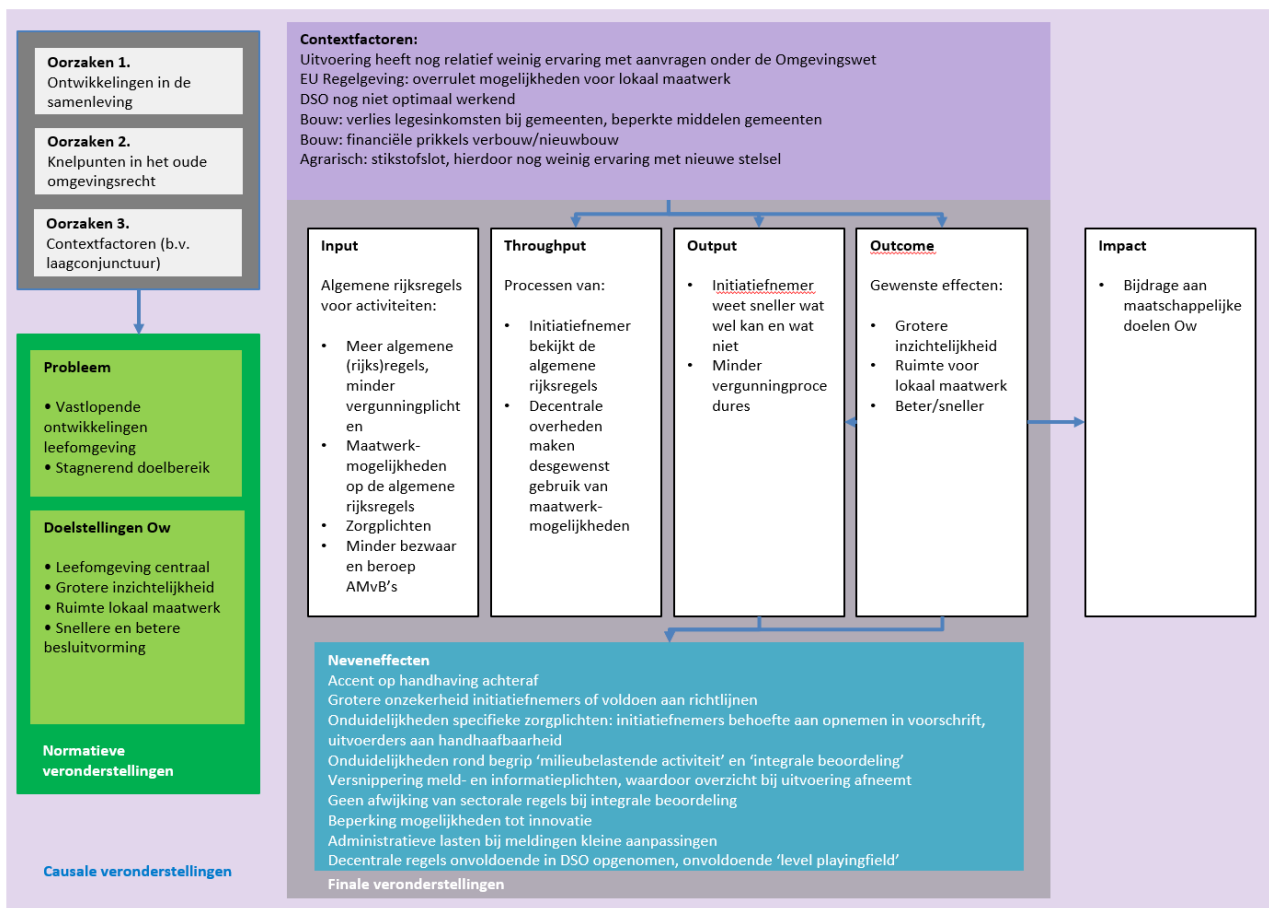 Oorzaken 1.
Ontwikkelingen in de
samenleving
Oorzaken 2.
Knelpunten in het oude
omgevingsrecht
Oorzaken 3.
Contextfactoren (b.v.
laagconjunctuur)
Probleem
• Vastlopende
ontwikkelingen
leefomgeving
• Stagnerend doelbereik
Doelstellingen Ow
• Leefomgeving centraal
• Grotere inzichtelijkheid
• Ruimte lokaal maatwerk
• Snellere en betere
besluitvorming
Normatieve
veronderstellingen
Causale veronderstellingen
Contextfactoren:
Uitvoering heeft nog relatief weinig ervaring met aanvragen onder de Omgevingswet
EU Regelgeving: overrulet mogelijkheden voor lokaal maatwerk
DSO nog niet optimaal werkend
Bouw: verlies legesinkomsten bij gemeenten, beperkte middelen gemeenten
Bouw: financiële prikkels verbouw/nieuwbouw
Agrarisch: stikstofslot, hierdoor nog weinig ervaring met nieuwe stelsel
Input
Algemene rijksregels
voor activiteiten:
• Meer algemene
(rijks)regels,
minder
vergunningplicht
en
• Maatwerk-
mogelijkheden
op de algemene
rijksregels
• Zorgplichten
• Minder bezwaar
en beroep
AMvB's
Throughput
Processen van:
• Initiatiefnemer
bekijkt de
algemene
rijksregels
• Decentrale
overheden
maken
desgewenst
gebruik van
maatwerk-
mogelijkheden
Output
• Initiatiefnemer
weet sneller wat
wel kan en wat
niet
• Minder
vergunningproce
dures
Outcome
Gewenste effecten:
• Grotere
inzichtelijkheid
• Ruimte voor
lokaal maatwerk
• Beter/sneller
Impact
• Bijdrage aan
maatschappelijke
doelen Ow
Neveneffecten
Accent op handhaving achteraf
Grotere onzekerheid initiatiefnemers of voldoen aan richtlijnen
Onduidelijkheden specifieke zorgplichten: initiatiefnemers behoefte aan opnemen in voorschrift,
uitvoerders aan handhaafbaarheid
Onduidelijkheden rond begrip ‘milieubelastende activiteit’ en ‘integrale beoordeling’
Versnippering meld- en informatieplichten, waardoor overzicht bij uitvoering afneemt
Geen afwijking van sectorale regels bij integrale beoordeling
Beperking mogelijkheden tot innovatie
Administratieve lasten bij meldingen kleine aanpassingen
Decentrale regels onvoldoende in DSO opgenomen, onvoldoende ‘level playingfield’
Finale veronderstellingen